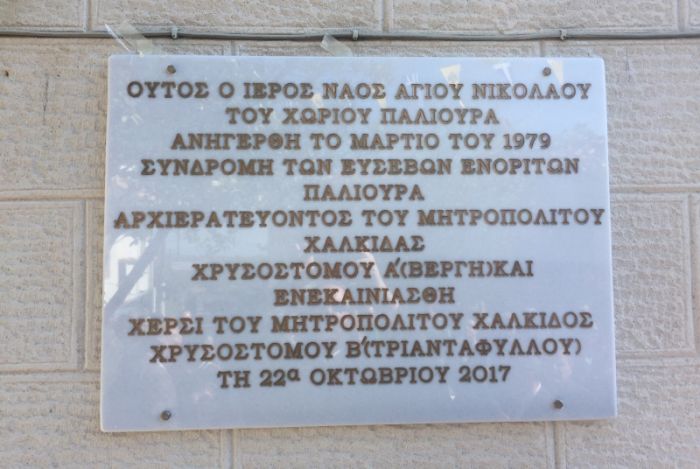 ΟΥΤΟΣ Ο ΙΕΡΟΣ ΝΑΟΣ ΑΓΙΟΥ ΝΙΚΟΛΑΟΥ
ΤΟΥ ΧΩΡΙΟΥ ΠΑΛΙΟΥΡΑ
ΑΝΗΓΕΡΘΗ ΤΟ ΜΑΡΤΙΟ ΤΟΥ 1979
ΣΥΝΔΡΟΜΗ ΤΩΝ ΕΥΣΕΒΩΝ ΕΝΟΡΙΤΩΝ
ΠΑΛΙΟΥΡΑ
ΑΡΧΙΕΡΑΤΕΥΟΝΤΟΣ ΤΟΥ ΜΗΤΡΟΠΟΛΙΤΟΥ
ΧΑΛΚΙΔΑΣ
ΧΡΥΣΟΣΤΟΜΟΥ Α΄(ΒΕΡΓΗ)ΚΑΙ
ΕΝΕΚΑΙΝΙΑΣΘΗ
ΧΕΡΣΙ ΤΟΥ ΜΗΤΡΟΠΟΛΙΤΟΥ ΧΑΛΚΙΔΟΣ
ΧΡΥΣΟΣΤΟΜΟΥ Β΄(ΤΡΙΑΝΤΑΦΥΛΛΟΥ)
ΤΗ 22α ΟΚΤΩΒΡΙΟΥ 2017